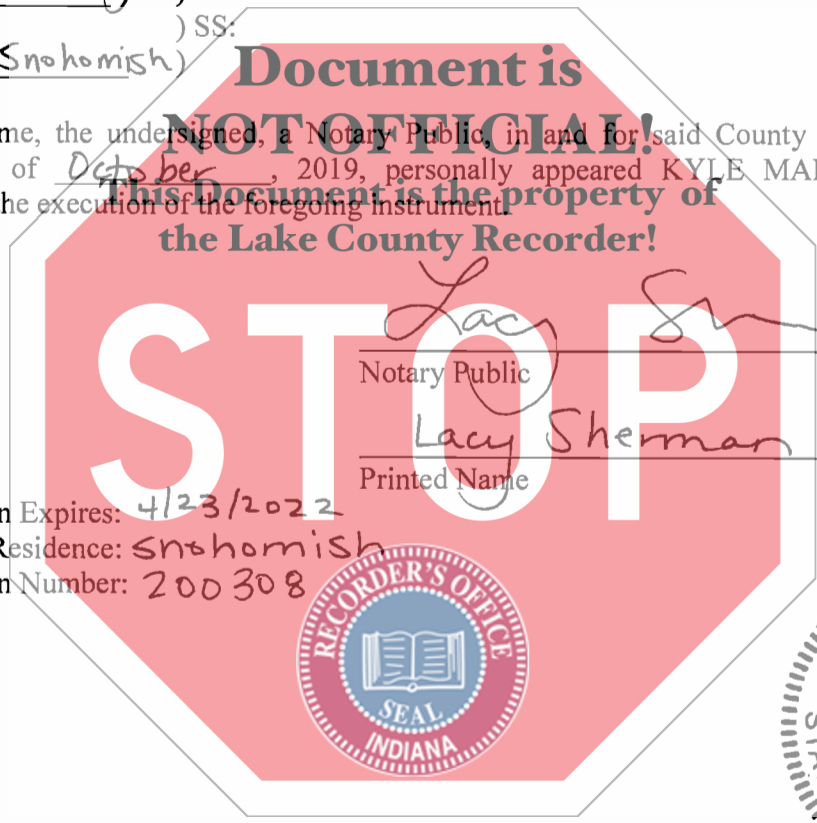 ) SS:
Snohomish)
Document is
NOT OFFICIAL!
me, the undersigned, a Notary Public, in and for said County
of October, 2019, personally appeared KYLE MA
This Document is the property of
he execution of the foregoing instrument.
the Lake County Recorder!
STOP
Lacy S
Notary Public
Lacy Sherman
Printed Name
n Expires: 4/23/2022
Residence: Snohomish
n Number: 200308
RECORDER'S OFFICE
SEAL
INDIANA
STA